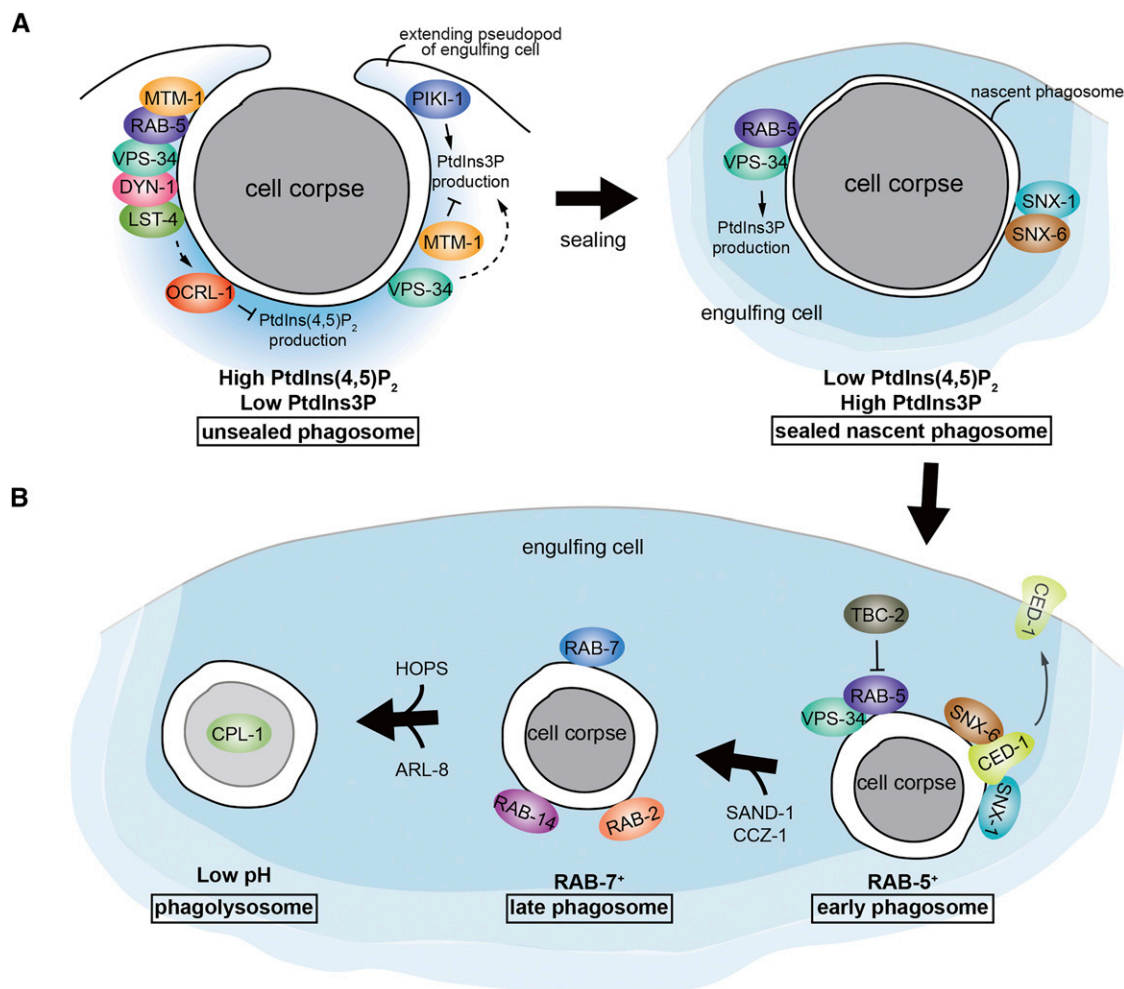 A
extending pseudopod
of engulfing cell
MTM-1
RAB-5
VPS-34
DYN-1
LST-4
OCRL-1
cell corpse
PIKI-1
PtdIns3P
production
MTM-1
VPS-34
PtdIns(4,5)P₂
production
High PtdIns(4,5)P₂
Low PtdIns3P
unsealed phagosome
sealing
nascent phagosome
RAB-5
VPS-34
PtdIns3P
production
cell corpse
SNX-1
SNX-6
engulfing cell
Low PtdIns(4,5)P₂
High PtdIns3P
sealed nascent phagosome
B
engulfing cell
CED-1
TBC-2
RAB-5
VPS-34
SNX-6
CED-1
SNX-1
cell corpse
RAB-5⁺
early phagosome
SAND-1
CCZ-1
RAB-7
cell corpse
RAB-14
RAB-2
RAB-7⁺
late phagosome
HOPS
ARL-8
CPL-1
Low pH
phagolysosome